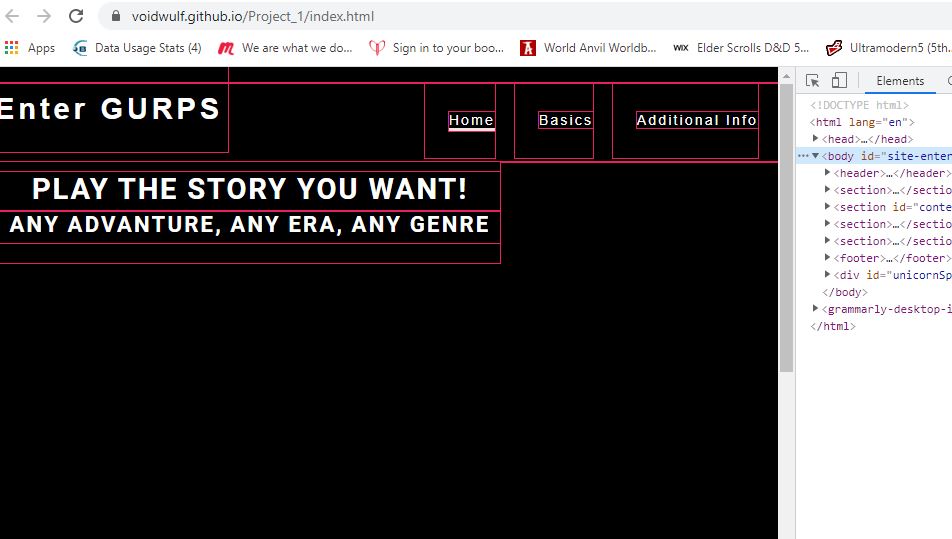 voidwulf.github.io/Project_1/index.html
Apps Data Usage Stats (4) We are what we do... Sign in to your boo... World Anvil Worldb... WIX Elder Scrolls D&D 5... Ultramodern5 (5th
Elements
Enter GURPS
Home Basics Additional Info
PLAY THE STORY YOU WANT!
ANY ADVANTURE, ANY ERA, ANY GENRE
<!DOCTYPE html>
<html lang="en">
<head>…</head>
<body id="site-enter
<header>…</header>
<section>…</sectio
<section id="conte
<section>…</sectio
<section>…</sectio
<footer>…</footer>
<div id="unicornSp
</body>
<grammarly-desktop-i
</html>